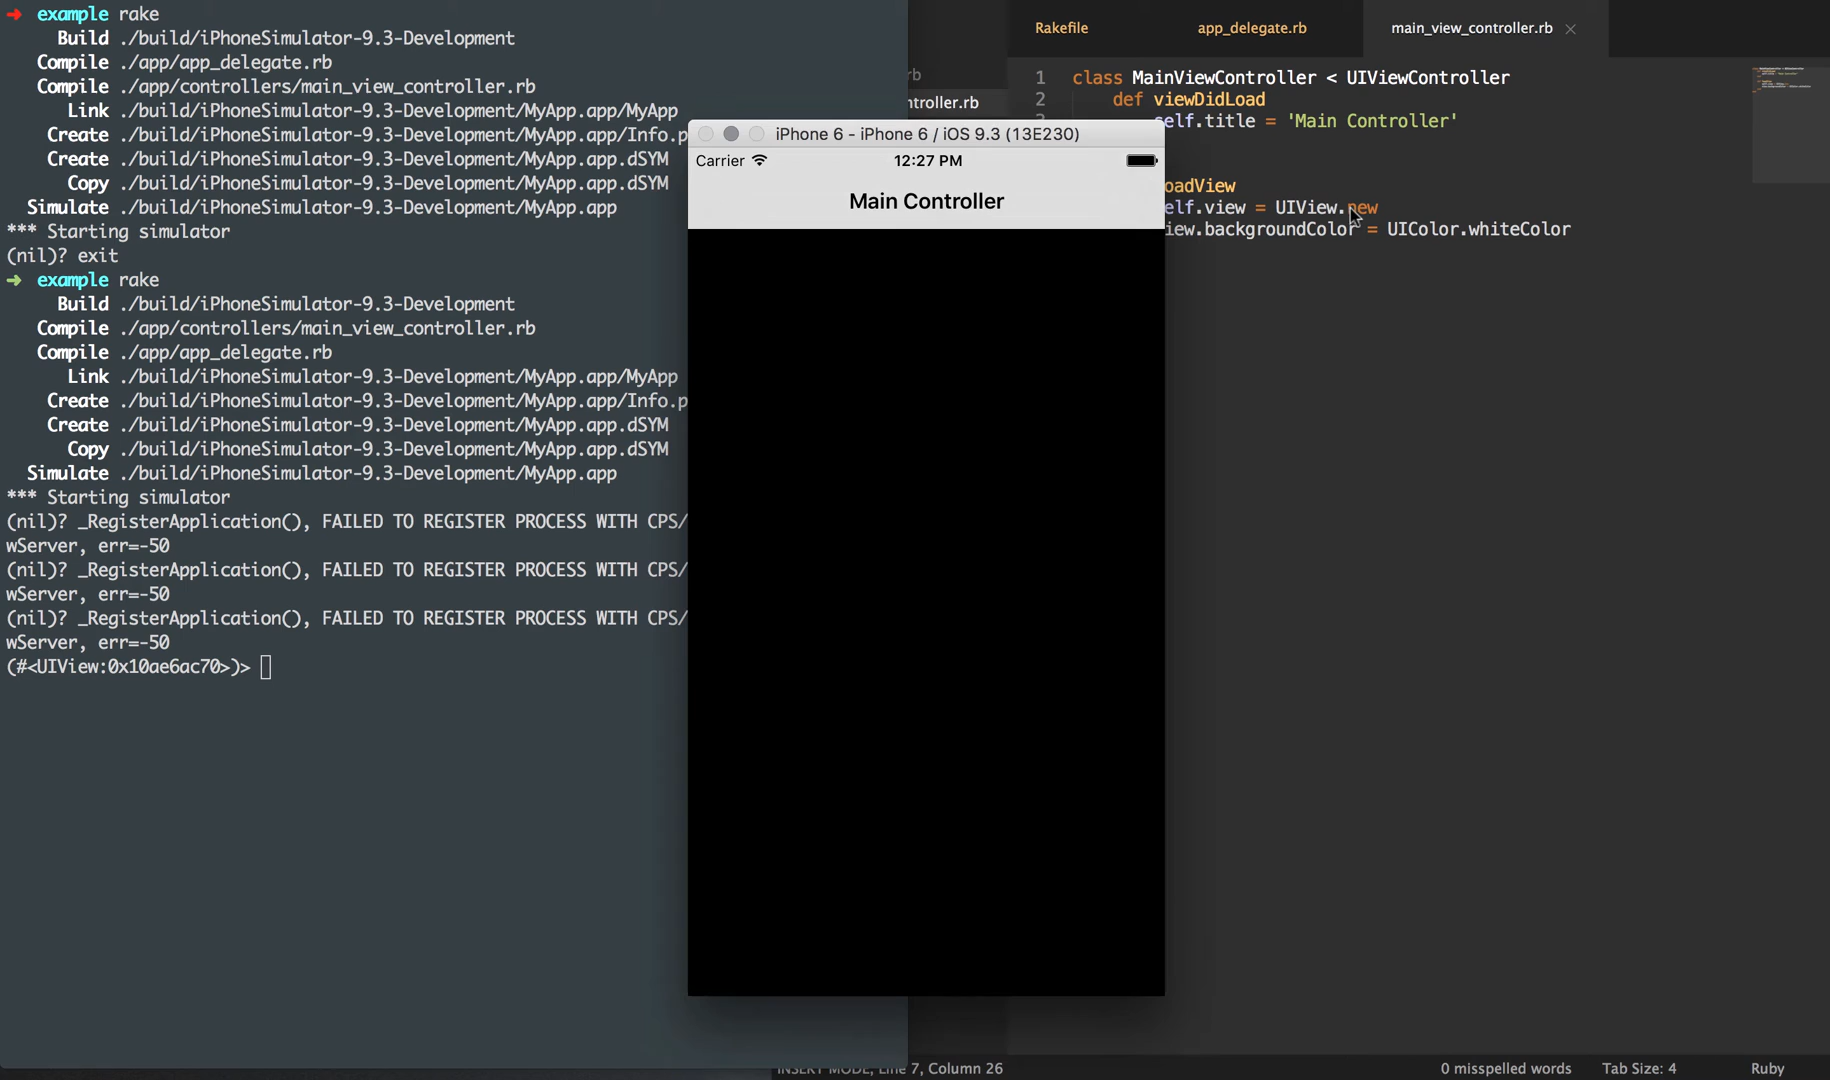 ➜ example rake
Build ./build/iPhoneSimulator-9.3-Development
Compile ./app/app_delegate.rb
Compile ./app/controllers/main_view_controller.rb
Link ./build/iPhoneSimulator-9.3-Development/MyApp.app/MyApp
Create ./build/iPhoneSimulator-9.3-Development/MyApp.app/Info.p
Create ./build/iPhoneSimulator-9.3-Development/MyApp.app.dSYM
Copy ./build/iPhoneSimulator-9.3-Development/MyApp.app.dSYM
Simulate ./build/iPhoneSimulator-9.3-Development/MyApp.app
*** Starting simulator
(nil)? exit
➜ example rake
Build ./build/iPhoneSimulator-9.3-Development
Compile ./app/controllers/main_view_controller.rb
Compile ./app/app_delegate.rb
Link ./build/iPhoneSimulator-9.3-Development/MyApp.app/MyApp
Create ./build/iPhoneSimulator-9.3-Development/MyApp.app/Info.p
Create ./build/iPhoneSimulator-9.3-Development/MyApp.app.dSYM
Copy ./build/iPhoneSimulator-9.3-Development/MyApp.app.dSYM
Simulate ./build/iPhoneSimulator-9.3-Development/MyApp.app
*** Starting simulator
(nil)? _RegisterApplication(), FAILED TO REGISTER PROCESS WITH CPS/
wServer, err=-50
(nil)? _RegisterApplication(), FAILED TO REGISTER PROCESS WITH CPS/
wServer, err=-50
(nil)? _RegisterApplication(), FAILED TO REGISTER PROCESS WITH CPS/
wServer, err=-50
(#<UIView:0x10ae6ac70>)>
iPhone 6 - iPhone 6 / iOS 9.3 (13E230)
Carrier 12:27 PM
Main Controller
rb
ntroller.rb
Rakefile app_delegate.rb main_view_controller.rb
1 class MainViewController < UIViewController
2 def viewDidLoad
self.title = 'Main Controller'
oadView
elf.view = UIView.new
iew.backgroundColor = UIColor.whiteColor
INSERT MODE, Line 7, Column 26
0 misspelled words Tab Size: 4 Ruby